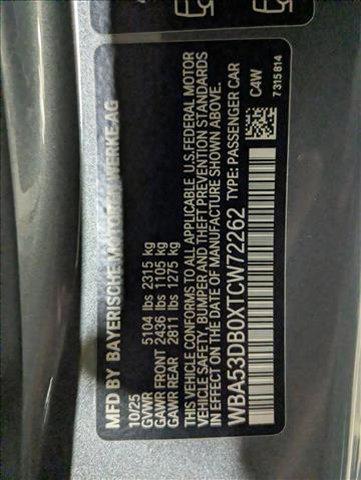 MFD BY BAYERISCHE MOTOREN WERKE-AG
10/25
GVWR 5104 lbs 2315 kg
GAWR FRONT 2436 lbs 1105 kg
GAWR REAR 2811 lbs 1275 kg
THIS VEHICLE CONFORMS TO ALL APPLICABLE U.S.FEDERAL MOTOR
VEHICLE SAFETY, BUMPER AND THEFT PREVENTION STANDARDS
IN EFFECT ON THE DATE OF MANUFACTURE SHOWN ABOVE.
WBA53DB0XTCW72262 TYPE: PASSENGER CAR
C4W
7315814